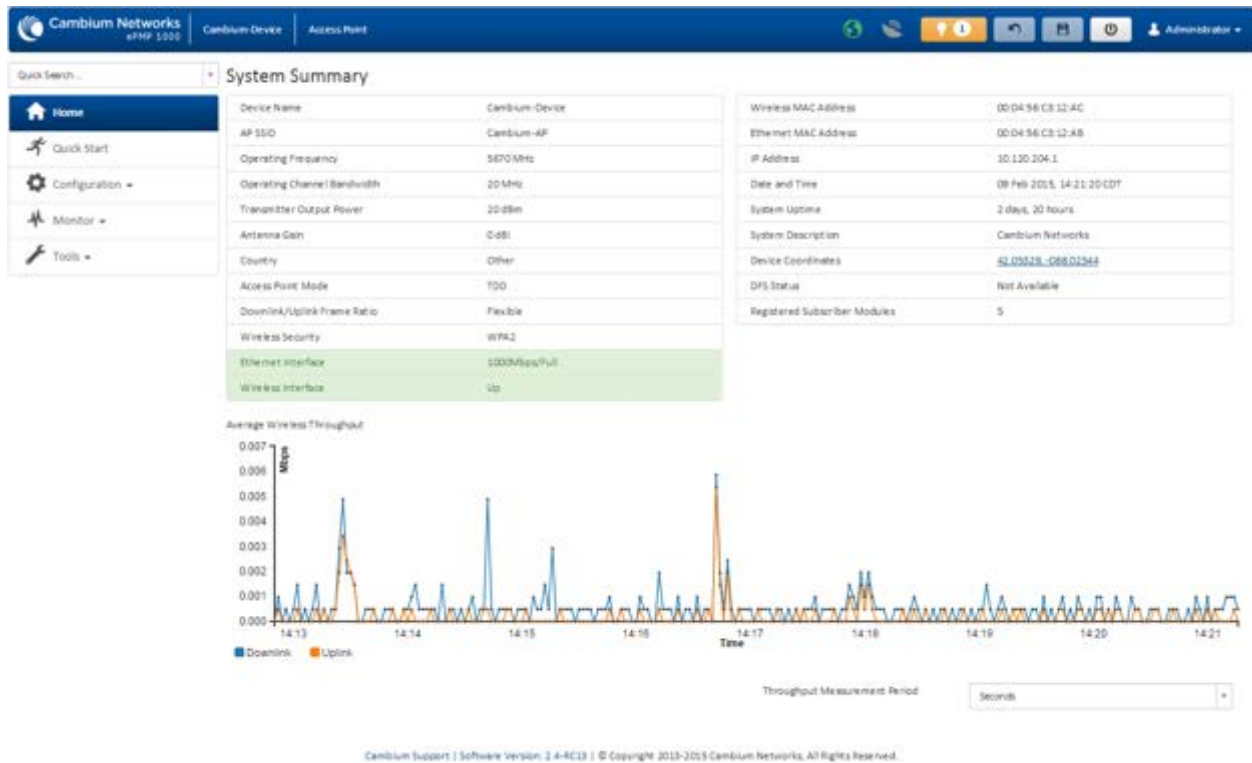 Cambium Networks
ePMP 1000
Cambium-Device
Access Point
1
Administrator
Quick Search...
System Summary
Home
Quick Start
Configuration
Monitor
Tools
Device Name Cambium-Device
AP SSID Cambium-AP
Operating Frequency 5670 MHz
Operating Channel Bandwidth 20 MHz
Transmitter Output Power 20 dBm
Antenna Gain 0 dBi
Country Other
Access Point Mode TDD
Downlink/Uplink Frame Ratio Flexible
Wireless Security WPA2
Ethernet Interface 1000Mbps/Full
Wireless Interface Up
Wireless MAC Address 00:04:56:C3:12:AC
Ethernet MAC Address 00:04:56:C3:12:AB
IP Address 10.120.204.1
Date and Time 09 Feb 2015, 14:21:20 CDT
System Uptime 2 days, 20 hours
System Description Cambium Networks
Device Coordinates
DFS Status Not Available
Registered Subscriber Modules 5
Average Wireless Throughput
0.007
0.006
0.005
0.004
0.003
0.002
0.001
0.000
Mbps
14:13 14:14 14:15 14:16 14:17 14:18 14:19 14:20 14:21
Time
Downlink Uplink
Throughput Measurement Period Seconds
Cambium Support | Software Version: 2.4-RC13 | © Copyright 2013-2015 Cambium Networks, All Rights Reserved.